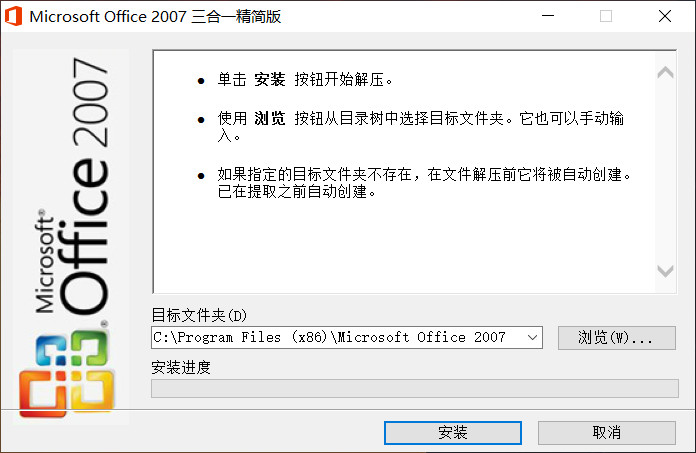 Microsoft Office 2007 三合一精简版
Microsoft®
Office 2007
®
● 单击 安装 按钮开始解压。
● 使用 浏览 按钮从目录树中选择目标文件夹。它也可以手动输
入。
● 如果指定的目标文件夹不存在，在文件解压前它将被自动创建。
已在提取之前自动创建。
目标文件夹(D)
C:\Program Files (x86)\Microsoft Office 2007
浏览(W)...
安装进度
安装
取消